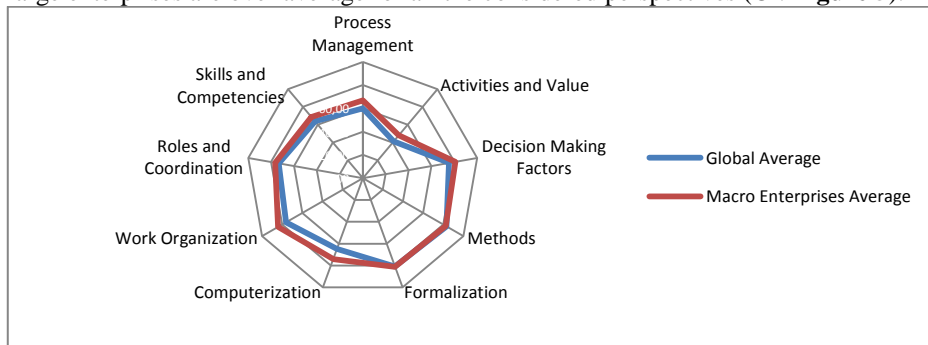 Process
Management
Activities and Value
Decision Making
Factors
Methods
Formalization
Computerization
Work Organization
Roles and
Coordination
Skills and
Competencies
Global Average
Macro Enterprises Average